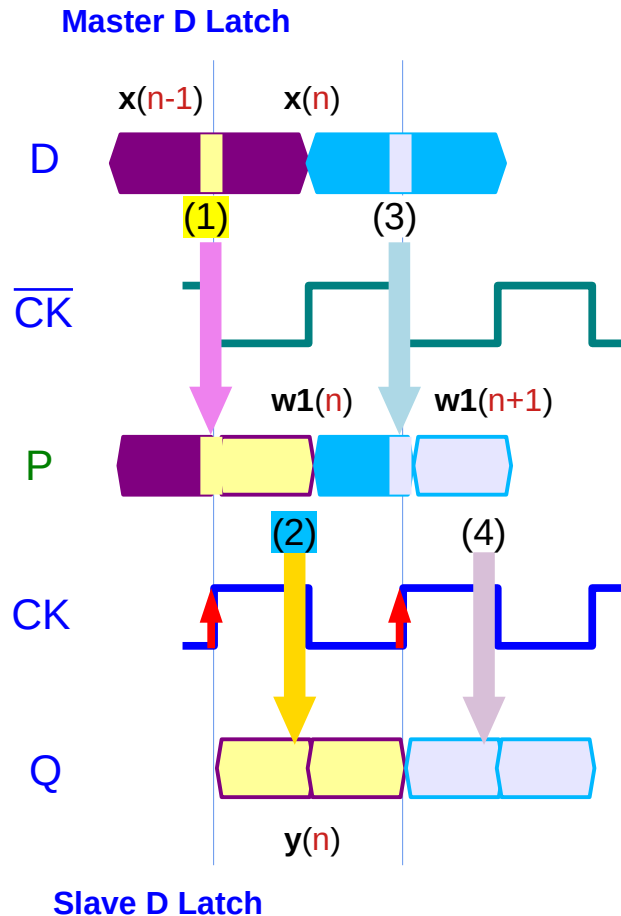 Master D Latch
x(n-1) x(n)
D
(1) (3)
CK
w1(n) w1(n+1)
P
(2) (4)
CK
Q
y(n)
Slave D Latch